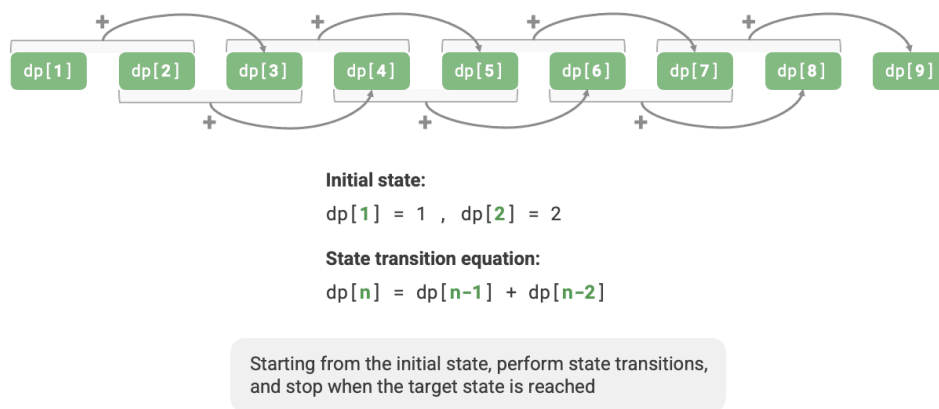 + + + +
dp[1] dp[2] dp[3] dp[4] dp[5] dp[6] dp[7] dp[8] dp[9]
+ + +
Initial state:
dp[1] = 1 , dp[2] = 2
State transition equation:
dp[n] = dp[n-1] + dp[n-2]
Starting from the initial state, perform state transitions,
and stop when the target state is reached